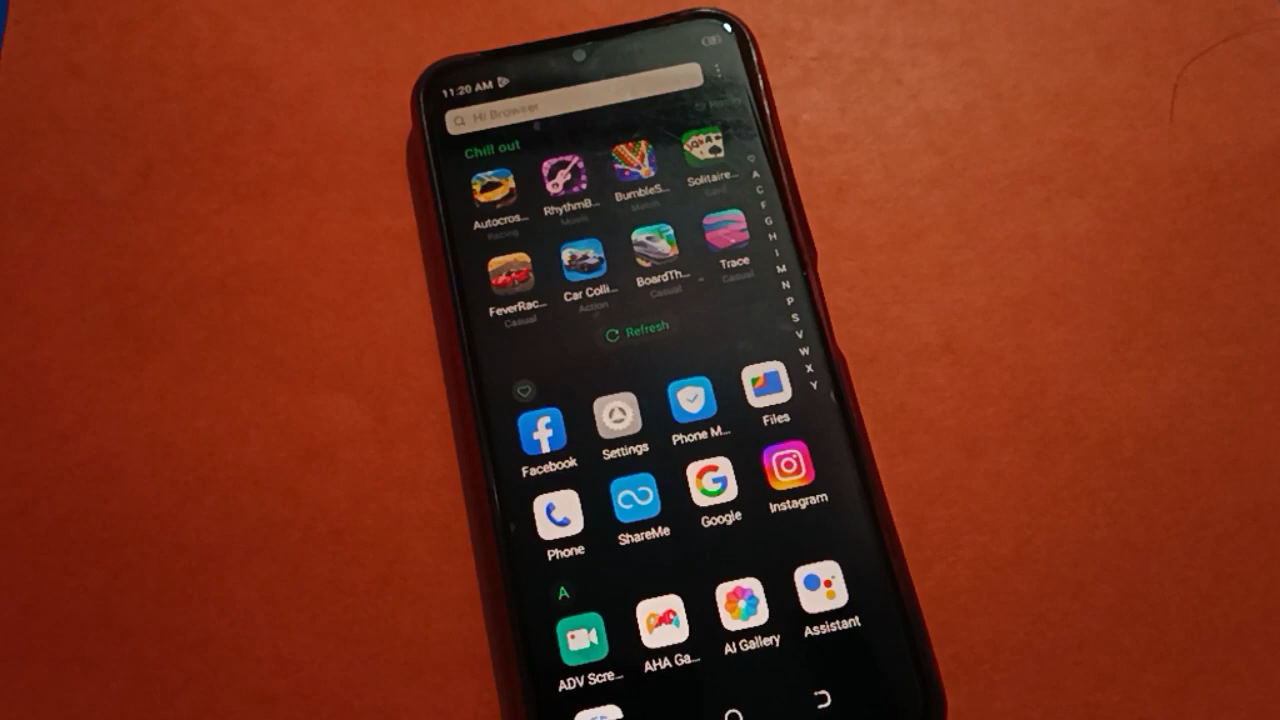 11:20 AM
Hi Browser
Chill out
Autocros... RhythmB... BumbleS... Solitaire...
Racing Music Match Card
FeverRac... Car Colli... BoardTh... Trace
Casual Action Casual Casual
Refresh
A
C
F
G
H
I
M
N
P
S
V
W
X
Y
Facebook Settings Phone M... Files
Phone ShareMe Google Instagram
A
ADV Scre... AHA Ga... AI Gallery Assistant